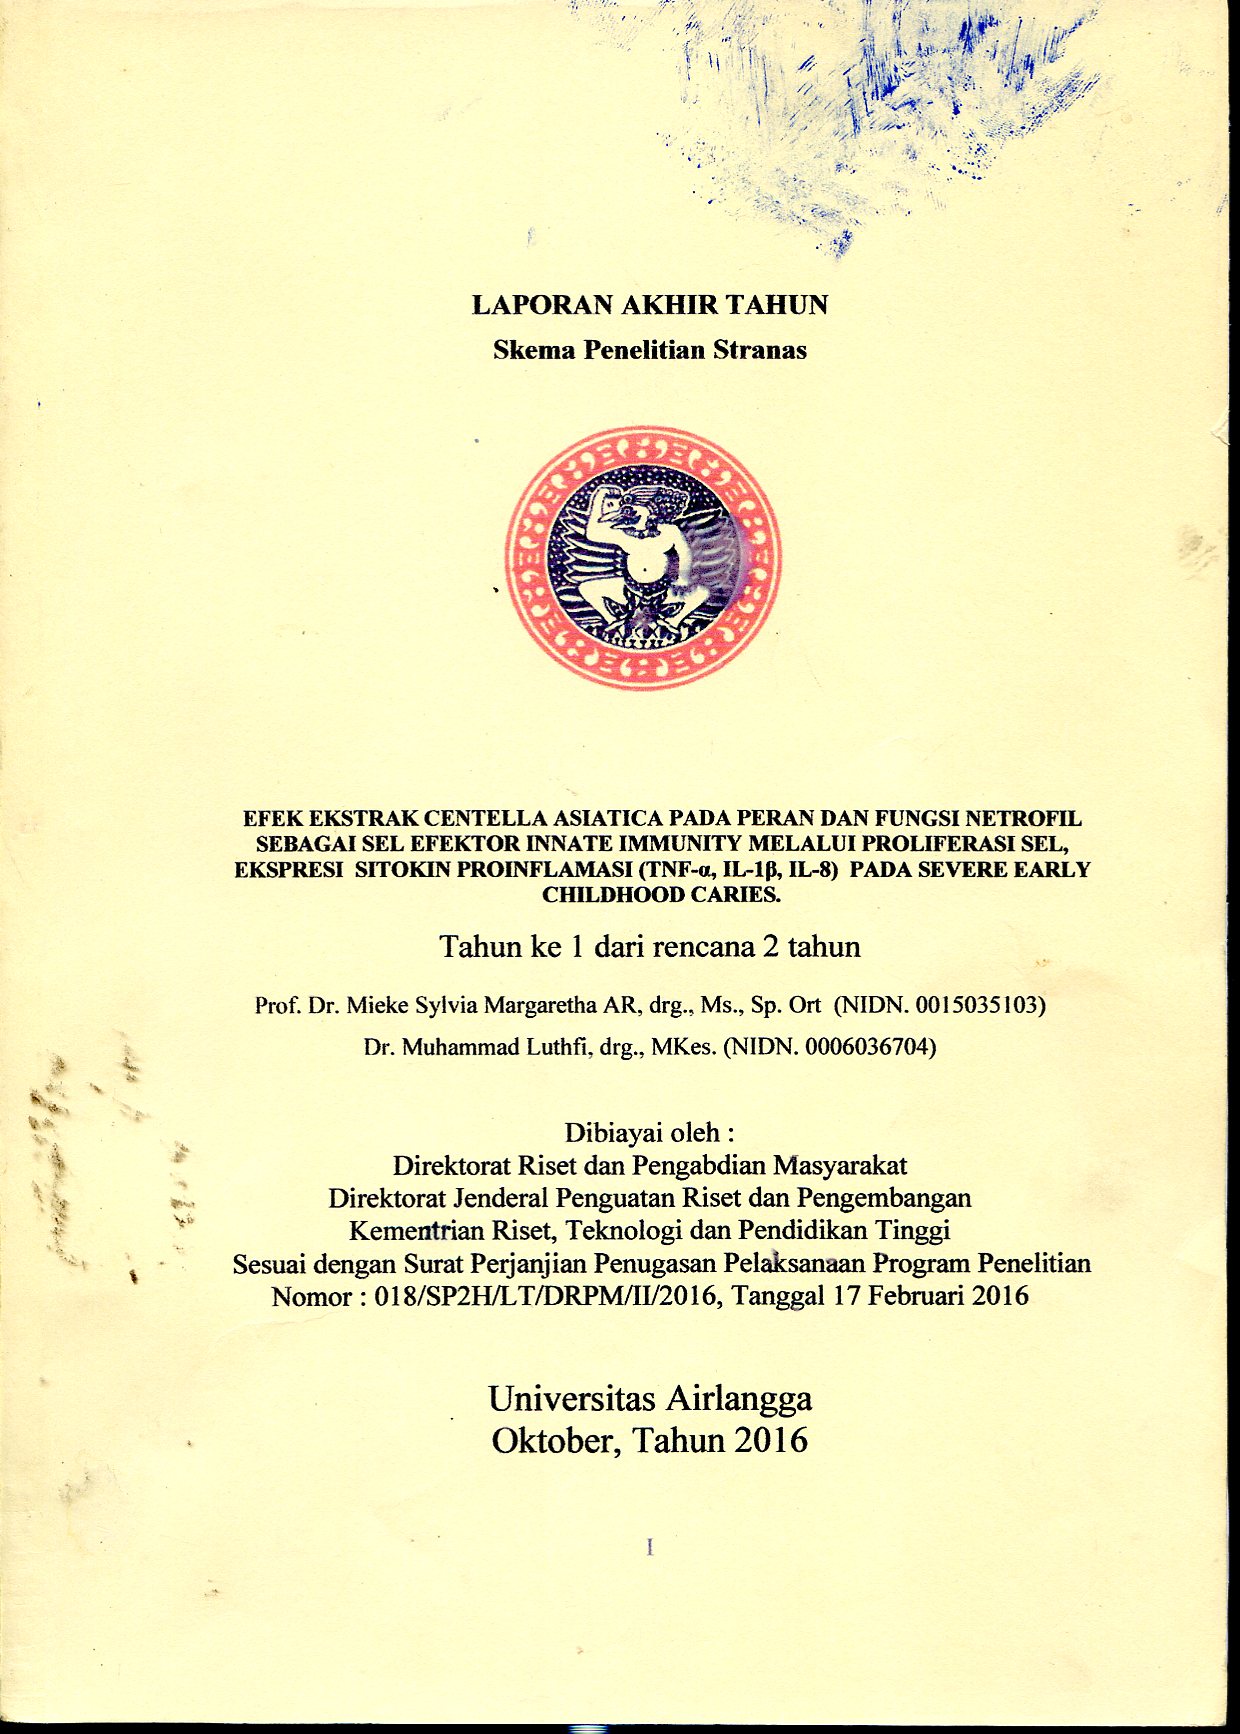 LAPORAN AKHIR TAHUN
Skema Penelitian Stranas
EFEK EKSTRAK CENTELLA ASIATICA PADA PERAN DAN FUNGSI NETROFIL
SEBAGAI SEL EFEKTOR INNATE IMMUNITY MELALUI PROLIFERASI SEL,
EKSPRESI SITOKIN PROINFLAMASI (TNF-α, IL-1β, IL-8) PADA SEVERE EARLY
CHILDHOOD CARIES.
Tahun ke 1 dari rencana 2 tahun
Prof. Dr. Mieke Sylvia Margaretha AR, drg., Ms., Sp. Ort (NIDN. 0015035103)
Dr. Muhammad Luthfi, drg., MKes. (NIDN. 0006036704)
Dibiayai oleh :
Direktorat Riset dan Pengabdian Masyarakat
Direktorat Jenderal Penguatan Riset dan Pengembangan
Kementrian Riset, Teknologi dan Pendidikan Tinggi
Sesuai dengan Surat Perjanjian Penugasan Pelaksanaan Program Penelitian
Nomor : 018/SP2H/LT/DRPM/II/2016, Tanggal 17 Februari 2016
Universitas Airlangga
Oktober, Tahun 2016
I